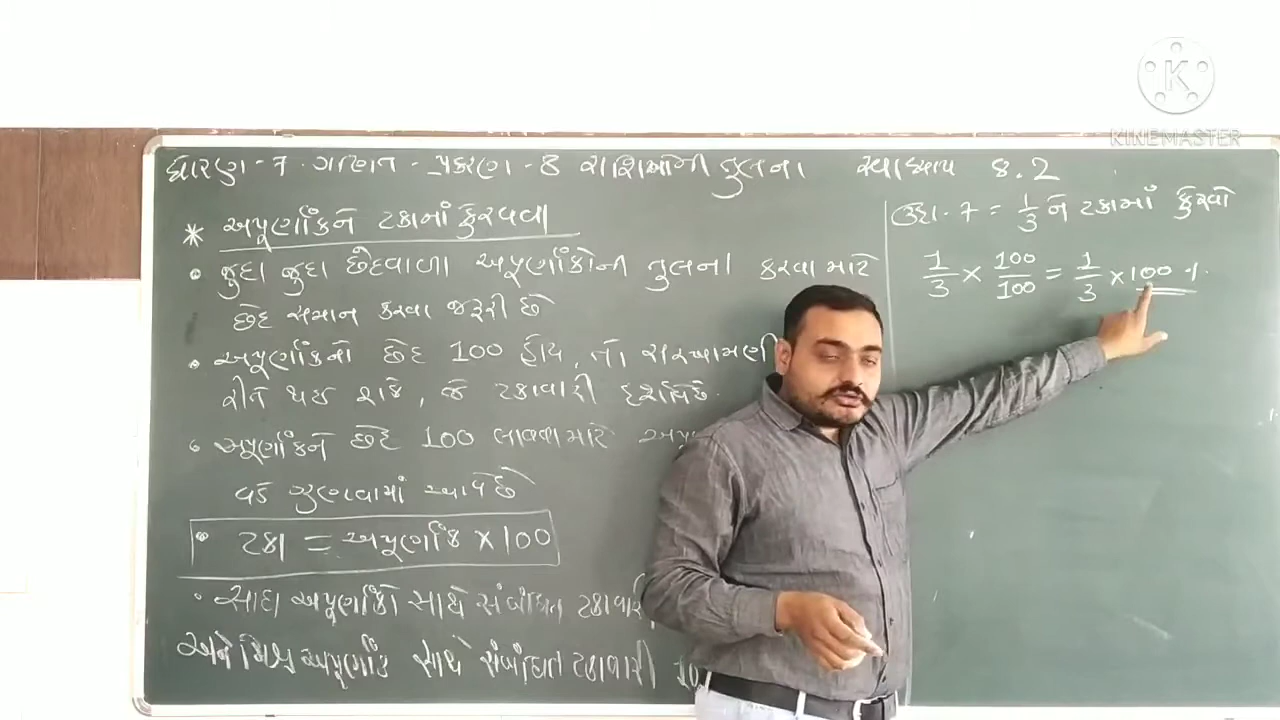 ધોરણ - 7. ગણિત - પ્રકરણ - 8 રાશિઓની તુલના સ્વાધ્યાય 8.2
* અપૂર્ણાંકને ટકામાં ફેરવવા
• જુદા જુદા છેદવાળા અપૂર્ણાંકોની તુલના કરવા માટે
છેદ સમાન કરવા જરૂરી છે
• અપૂર્ણાંકનો છેદ 100 હોય, તો સરખામણી
રીતે થઈ શકે, જે ટકાવારી દર્શાવે છે.
• અપૂર્ણાંકને છેદ 100 લાવવા માટે
વડે ગુણવામાં આવે છે
• ટકા = અપૂર્ણાંક × 100
• સાદા અપૂર્ણાંકો સાથે સંબંધિત
અને મિશ્ર અપૂર્ણાંક સાથે સંબંધિત ટકાવારી 10
ઉદા. 7 = 1/3 ને ટકામાં ફેરવો
1/3 × 100/100 = 1/3 × 100 %
KINEMASTER